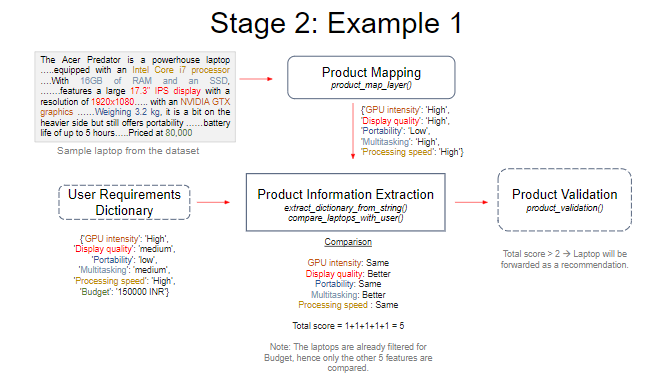 Stage 2: Example 1
The Acer Predator is a powerhouse laptop
.....equipped with an Intel Core i7 processor
....With 16GB of RAM and an SSD,
.......features a large 17.3" IPS display with a
resolution of 1920x1080..... with an NVIDIA GTX
graphics ......Weighing 3.2 kg, it is a bit on the
heavier side but still offers portability ......battery
life of up to 5 hours.....Priced at 80,000
Sample laptop from the dataset
Product Mapping
product_map_layer()
{'GPU intensity': 'High',
'Display quality': 'High',
'Portability': 'Low',
'Multitasking': 'High',
'Processing speed': 'High'}
User Requirements
Dictionary
{'GPU intensity': 'High',
'Display quality': 'medium',
'Portability': 'low',
'Multitasking': 'medium',
'Processing speed': 'High',
'Budget': '150000 INR'}
Product Information Extraction
extract_dictionary_from_string()
compare_laptops_with_user()
Comparison
GPU intensity: Same
Display quality: Better
Portability: Same
Multitasking: Better
Processing speed : Same
Total score = 1+1+1+1+1 = 5
Note: The laptops are already filtered for
Budget, hence only the other 5 features are
compared.
Product Validation
product_validation()
Total score > 2 → Laptop will be
forwarded as a recommendation.